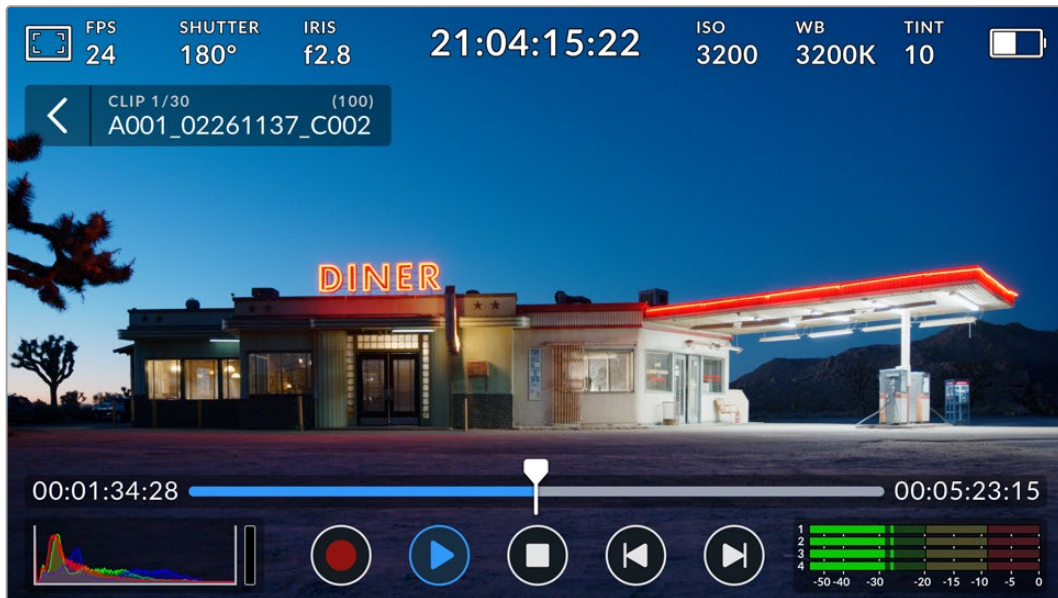 FPS
24
SHUTTER
180°
IRIS
f2.8
21:04:15:22
ISO
3200
WB
3200K
TINT
10
CLIP 1/30 (100)
A001_02261137_C002
DINER
00:01:34:28
00:05:23:15
1
2
3
4
-50 -40 -30 -20 -15 -10 -5 0